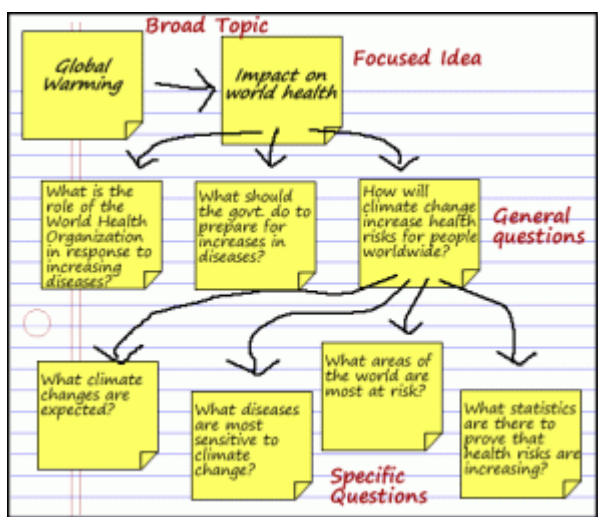 Broad Topic
Global
Warming
Impact on
world health
Focused Idea
What is the
role of the
World Health
Organization
in response to
increasing
diseases?
What should
the govt. do to
prepare for
increases in
diseases?
How will
climate change
increase health
risks for people
worldwide?
General
questions
What climate
changes are
expected?
What diseases
are most
sensitive to
climate
change?
What areas of
the world are
most at risk?
What statistics
are there to
prove that
health risks are
increasing?
Specific
Questions